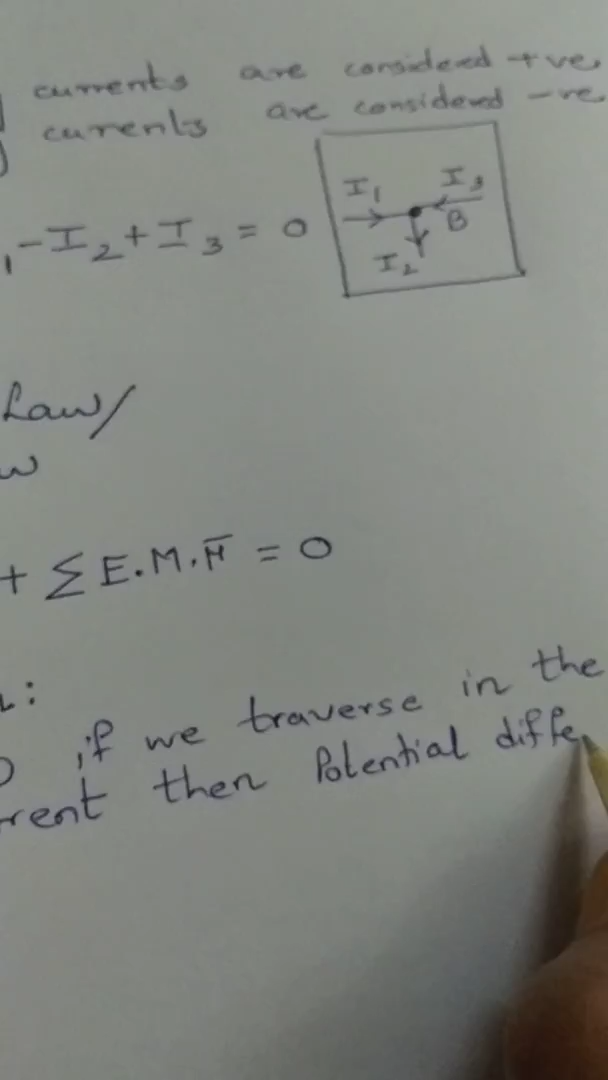 currents are considered +ve
currents are considered -ve
-I₂+I₃ = 0
I₁ I₃
B
I₂
Law/
w
+ Σ E.M.F = 0
:
if we traverse in the
rent then Potential diffe